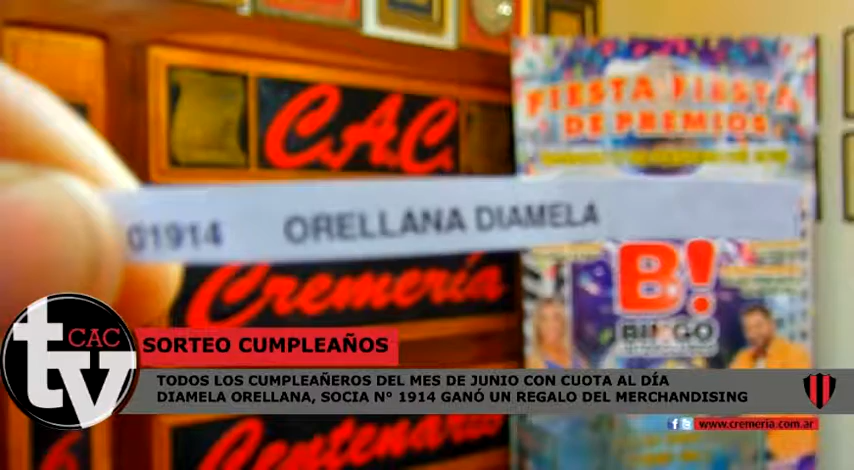 C.A.C.
FIESTA FIESTA
DE PREMIOS
01914 ORELLANA DIAMELA
Cremería
B!
BINGO
tv CAC
SORTEO CUMPLEAÑOS
TODOS LOS CUMPLEAÑEROS DEL MES DE JUNIO CON CUOTA AL DÍA
DIAMELA ORELLANA, SOCIA N° 1914 GANÓ UN REGALO DEL MERCHANDISING
www.cremeria.com.ar
Centenario